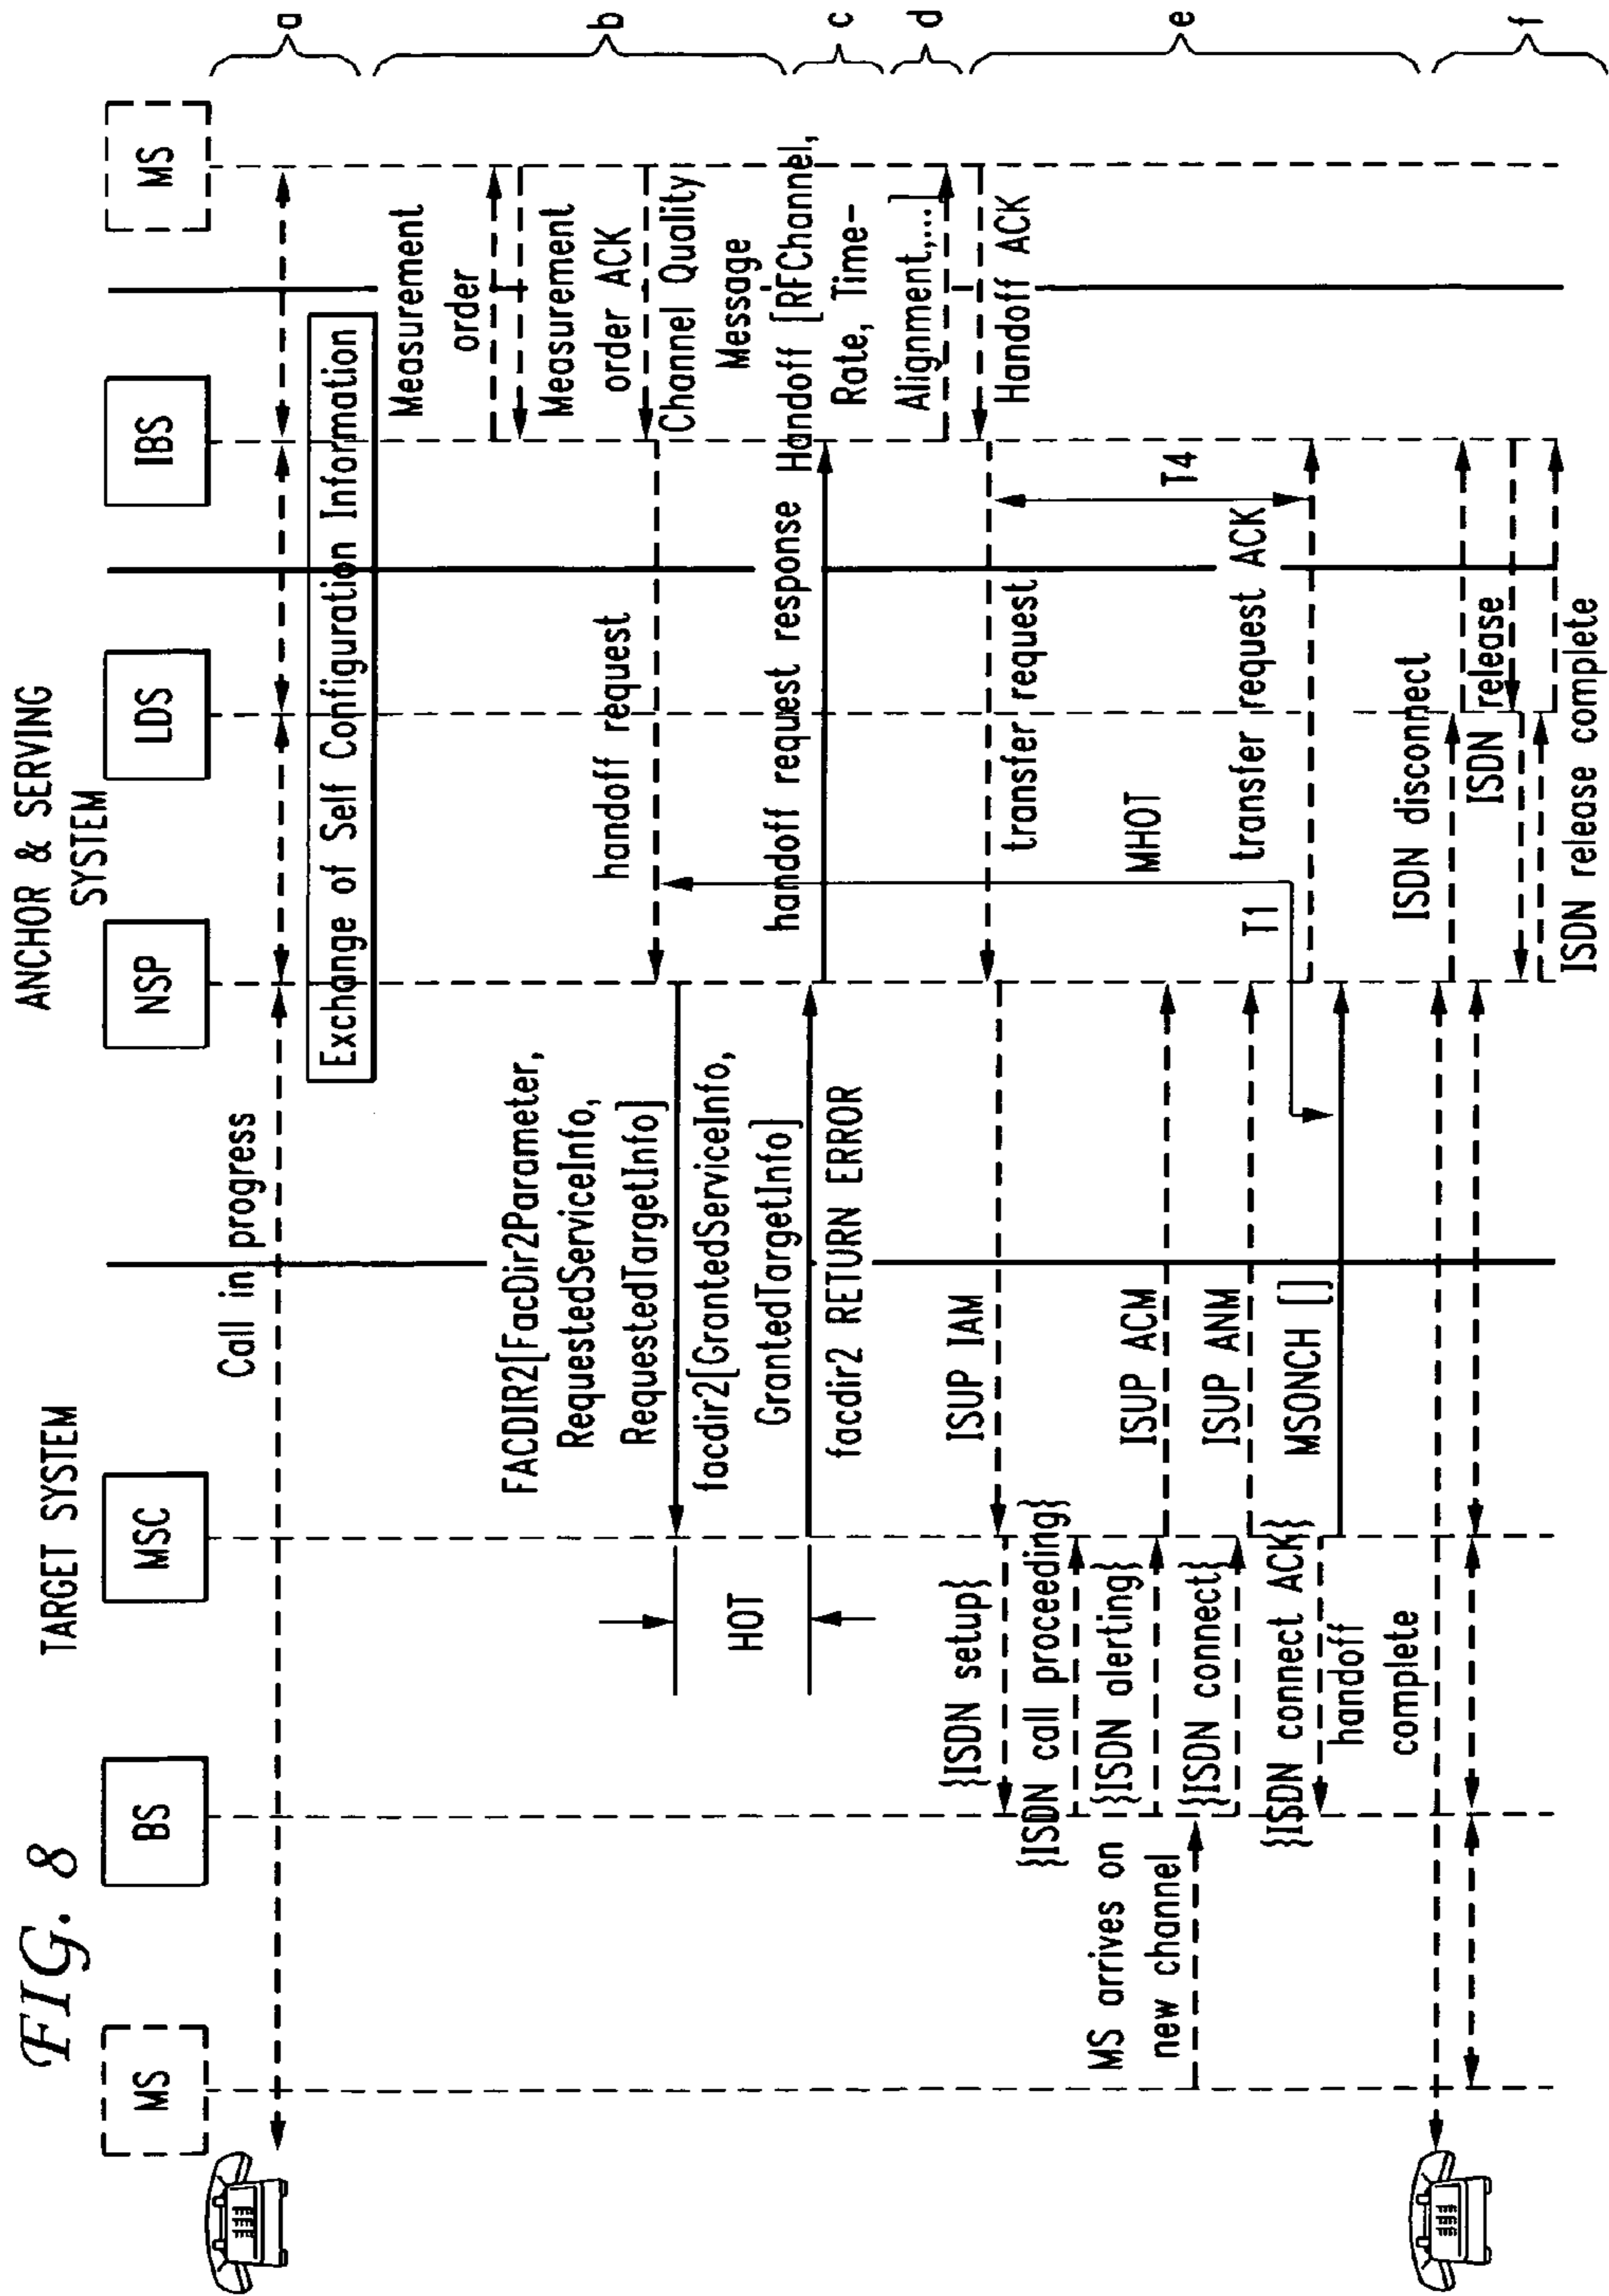 FIG. 8
TARGET SYSTEM
ANCHOR & SERVING
SYSTEM
MS
BS
MSC
NSP
LDS
IBS
MS
a
Call in progress
Exchange of Self Configuration Information
b
Measurement
order
Measurement
order ACK
Channel Quality
Message
handoff request
FACDIR2[FacDir2Parameter,
RequestedServiceInfo,
RequestedTargetInfo]
HOT
facdir2[GrantedServiceInfo,
GrantedTargetInfo]
facdir2 RETURN ERROR
c
handoff request response
d
Handoff [RFChannel,
Rate, Time-
Alignment,...]
Handoff ACK
e
transfer request
ISUP IAM
}ISDN setup{
}ISDN call proceeding{
}ISDN alerting{
ISUP ACM
MS arrives on
new channel
}ISDN connect{
ISUP ANM
}ISDN connect ACK{
MHOT
T1
T4
transfer request ACK
MSONCH []
handoff
complete
f
ISDN disconnect
ISDN release
ISDN release complete